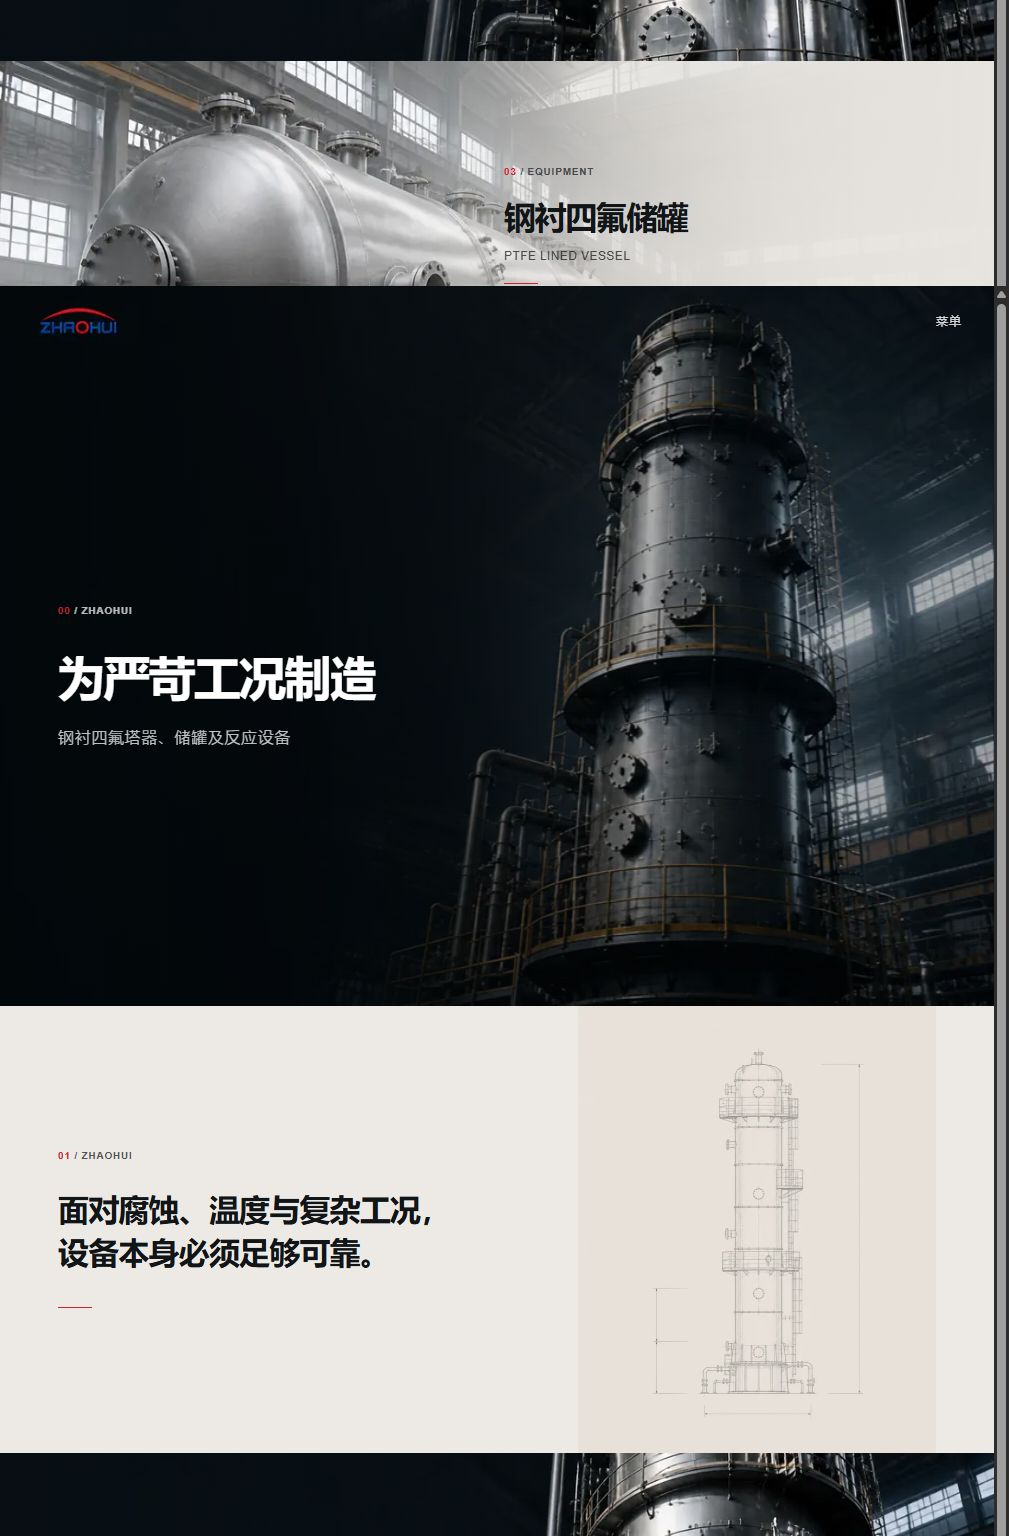 03 / EQUIPMENT
钢衬四氟储罐
PTFE LINED VESSEL
ZHAOHUI
菜单
00 / ZHAOHUI
为严苛工况制造
钢衬四氟塔器、储罐及反应设备
01 / ZHAOHUI
面对腐蚀、温度与复杂工况，
设备本身必须足够可靠。